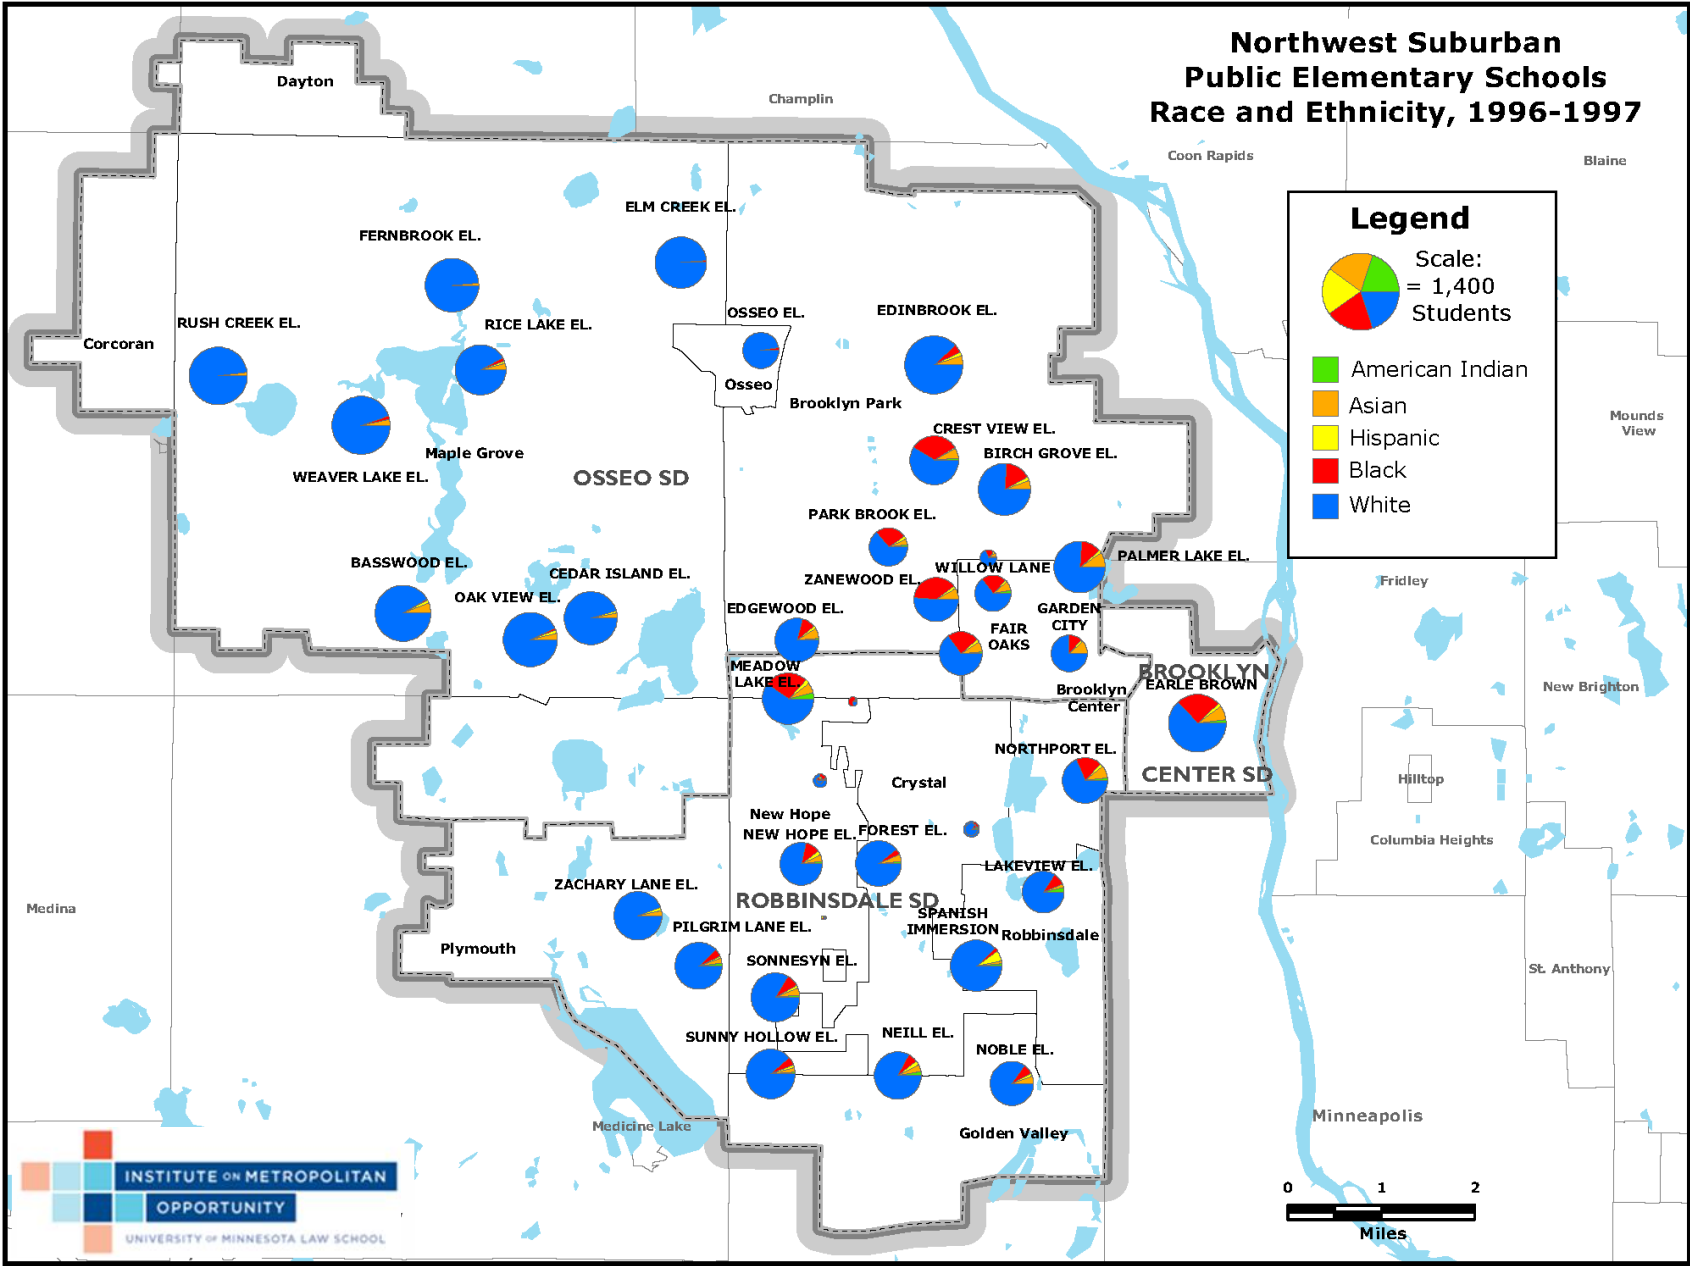 Northwest Suburban
Public Elementary Schools
Race and Ethnicity, 1996-1997
Dayton
Champlin
Coon Rapids
Blaine
Legend
Scale:
= 1,400
Students
American Indian
Asian
Hispanic
Black
White
ELM CREEK EL.
FERNBROOK EL.
OSSEO EL.
EDINBROOK EL.
RUSH CREEK EL.
RICE LAKE EL.
Corcoran
Osseo
Brooklyn Park
Mounds
View
CREST VIEW EL.
Maple Grove
BIRCH GROVE EL.
WEAVER LAKE EL.
OSSEO SD
PARK BROOK EL.
PALMER LAKE EL.
BASSWOOD EL.
CEDAR ISLAND EL.
WILLOW LANE
ZANEWOOD EL.
Fridley
OAK VIEW EL.
EDGEWOOD EL.
GARDEN
CITY
FAIR
OAKS
MEADOW
LAKE EL.
BROOKLYN
EARLE BROWN
Brooklyn
Center
New Brighton
NORTHPORT EL.
CENTER SD
Crystal
Hilltop
New Hope
NEW HOPE EL.
FOREST EL.
Columbia Heights
LAKEVIEW EL.
ZACHARY LANE EL.
ROBBINSDALE SD
Medina
SPANISH
IMMERSION
PILGRIM LANE EL.
Robbinsdale
Plymouth
SONNESYN EL.
St. Anthony
SUNNY HOLLOW EL.
NEILL EL.
NOBLE EL.
Minneapolis
Medicine Lake
Golden Valley
INSTITUTE ON METROPOLITAN
OPPORTUNITY
UNIVERSITY OF MINNESOTA LAW SCHOOL
0 1 2
Miles